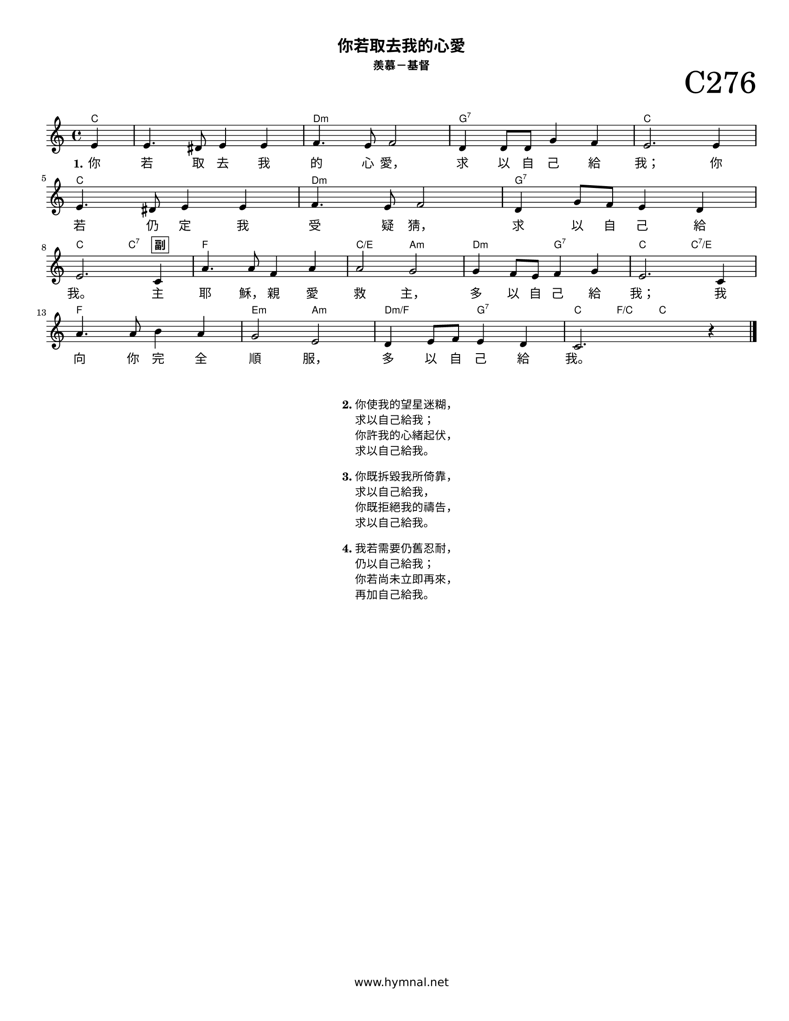 你若取去我的心愛
羨慕－基督
C276
C Dm G7 C
1. 你 若 取 去 我 的 心 愛， 求 以 自 己 給 我； 你
5
C Dm G7
若 仍 定 我 受 疑 猜， 求 以 自 己 給
8
C C7 副 F C/E Am Dm G7 C C7/E
我。 主 耶 穌， 親 愛 救 主， 多 以 自 己 給 我； 我
13
F Em Am Dm/F G7 C F/C C
向 你 完 全 順 服， 多 以 自 己 給 我。
2. 你使我的望星迷糊，
求以自己給我；
你許我的心緒起伏，
求以自己給我。
3. 你既拆毀我所倚靠，
求以自己給我，
你既拒絕我的禱告，
求以自己給我。
4. 我若需要仍舊忍耐，
仍以自己給我；
你若尚未立即再來，
再加自己給我。
www.hymnal.net